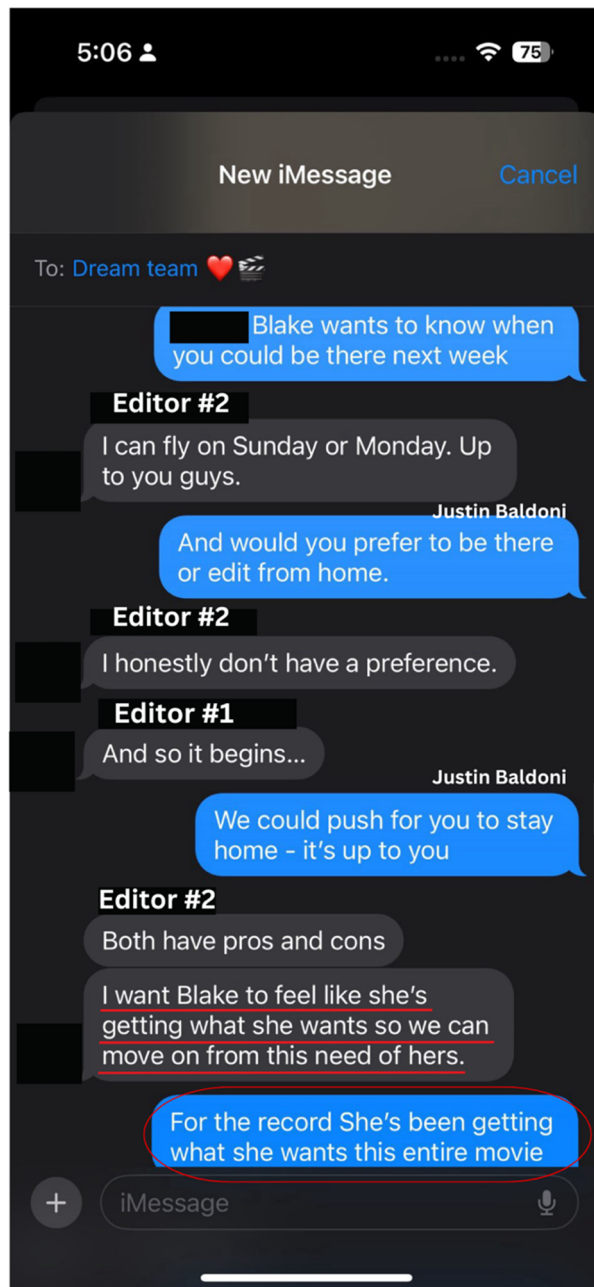 5:06
75
New iMessage
Cancel
To: Dream team ❤️🎬
Blake wants to know when
you could be there next week
Editor #2
I can fly on Sunday or Monday. Up
to you guys.
Justin Baldoni
And would you prefer to be there
or edit from home.
Editor #2
I honestly don't have a preference.
Editor #1
And so it begins...
Justin Baldoni
We could push for you to stay
home - it's up to you
Editor #2
Both have pros and cons
I want Blake to feel like she's
getting what she wants so we can
move on from this need of hers.
For the record She's been getting
what she wants this entire movie
iMessage